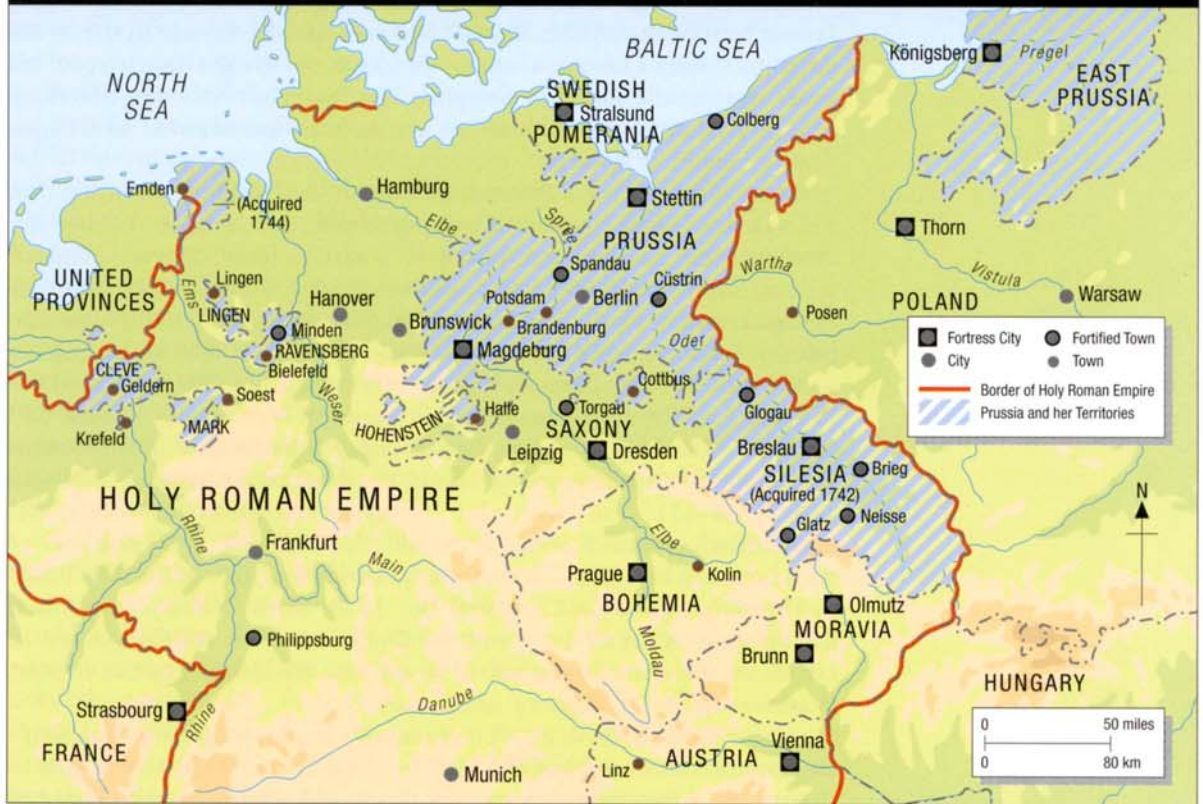 BALTIC SEA
NORTH
SEA
Königsberg
Pregel
EAST
PRUSSIA
SWEDISH
Stralsund
POMERANIA
Colberg
Emden
(Acquired
1744)
Hamburg
Elbe
Stettin
Spree
PRUSSIA
Thorn
Vistula
UNITED
PROVINCES
Ems
Lingen
LINGEN
Hanover
Minden
RAVENSBERG
Bielefeld
Brunswick
Spandau
Potsdam
Berlin
Cüstrin
Brandenburg
Magdeburg
Oder
Wartha
Posen
POLAND
Warsaw
Fortress City
Fortified Town
City
Town
Border of Holy Roman Empire
Prussia and her Territories
CLEVE
Geldern
Krefeld
Soest
MARK
Weser
HOHENSTEIN
Halle
Leipzig
Torgau
SAXONY
Dresden
Cottbus
Glogau
Breslau
SILESIA
(Acquired 1742)
Brieg
Neisse
Glatz
HOLY ROMAN EMPIRE
Rhine
Frankfurt
Main
Elbe
Prague
Kolin
BOHEMIA
Moldau
Olmutz
MORAVIA
Brunn
N
Philippsburg
Strasbourg
Rhine
FRANCE
Danube
Munich
Linz
AUSTRIA
Vienna
HUNGARY
0 50 miles
0 80 km